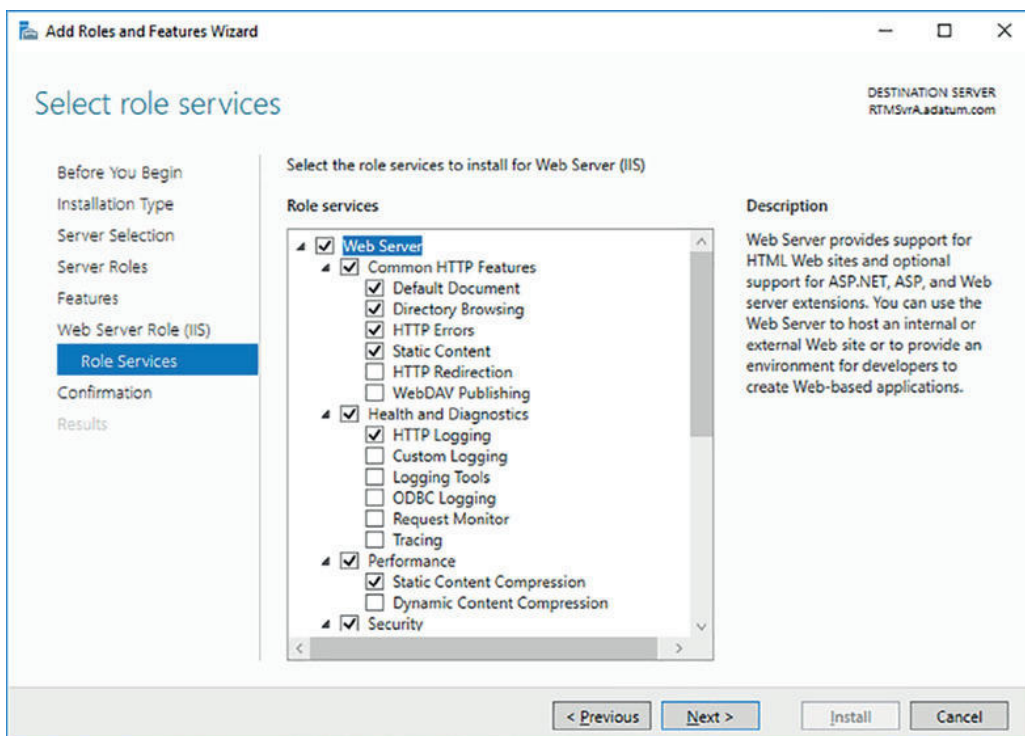 Add Roles and Features Wizard
Select role services
DESTINATION SERVER
RTMSvrA.adatum.com
Before You Begin
Installation Type
Server Selection
Server Roles
Features
Web Server Role (IIS)
Role Services
Confirmation
Results
Select the role services to install for Web Server (IIS)
Role services
Web Server
Common HTTP Features
Default Document
Directory Browsing
HTTP Errors
Static Content
HTTP Redirection
WebDAV Publishing
Health and Diagnostics
HTTP Logging
Custom Logging
Logging Tools
ODBC Logging
Request Monitor
Tracing
Performance
Static Content Compression
Dynamic Content Compression
Security
Description
Web Server provides support for
HTML Web sites and optional
support for ASP.NET, ASP, and Web
server extensions. You can use the
Web Server to host an internal or
external Web site or to provide an
environment for developers to
create Web-based applications.
< Previous
Next >
Install
Cancel